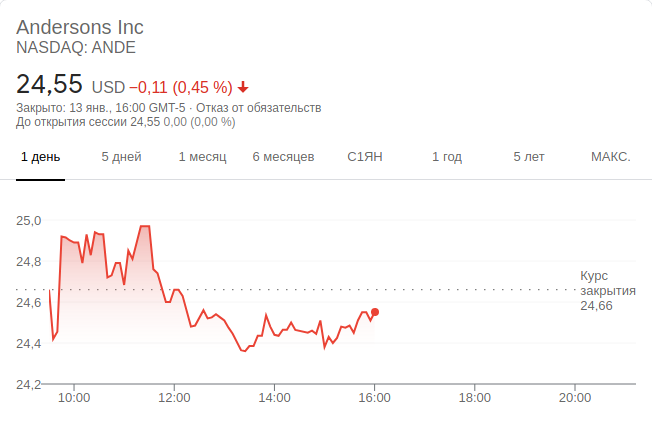 Andersons Inc
NASDAQ: ANDE
24,55 USD −0,11 (0,45 %)
Закрыто: 13 янв., 16:00 GMT-5 · Отказ от обязательств
До открытия сессии 24,55 0,00 (0,00 %)
1 день 5 дней 1 месяц 6 месяцев С1ЯН 1 год 5 лет МАКС.
25,0
24,8
24,6
24,4
24,2
Курс
закрытия
24,66
10:00 12:00 14:00 16:00 18:00 20:00